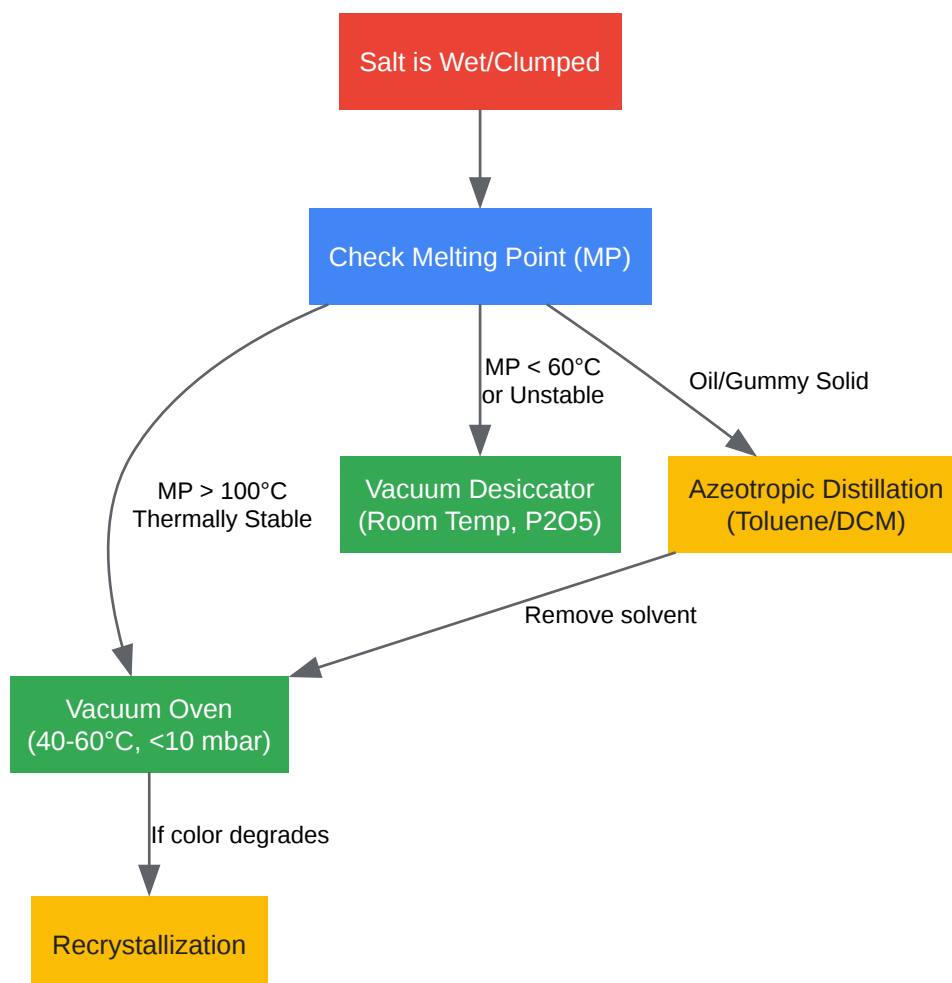 Salt is Wet/Clumped
Check Melting Point (MP)
MP < 60°C
or Unstable
Oil/Gummy Solid
MP > 100°C
Thermally Stable
Vacuum Desiccator
(Room Temp, P2O5)
Azeotropic Distillation
(Toluene/DCM)
Remove solvent
Vacuum Oven
(40-60°C, <10 mbar)
If color degrades
Recrystallization